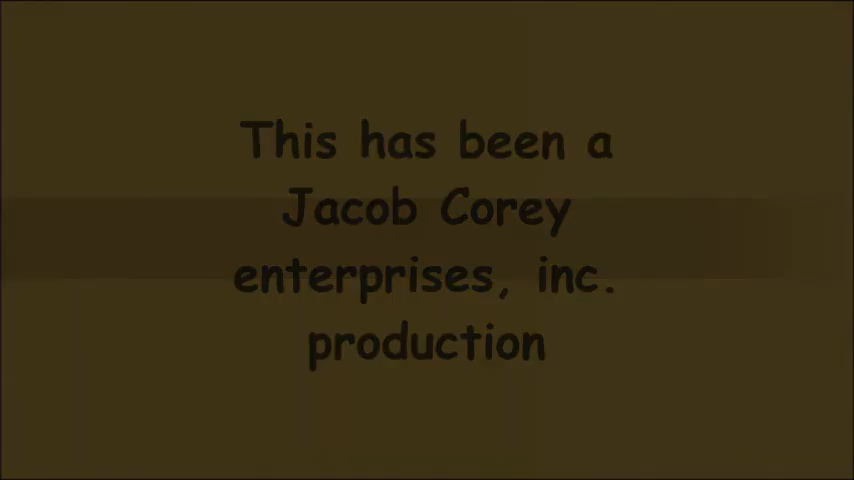 This has been a
Jacob Corey
enterprises, inc.
production